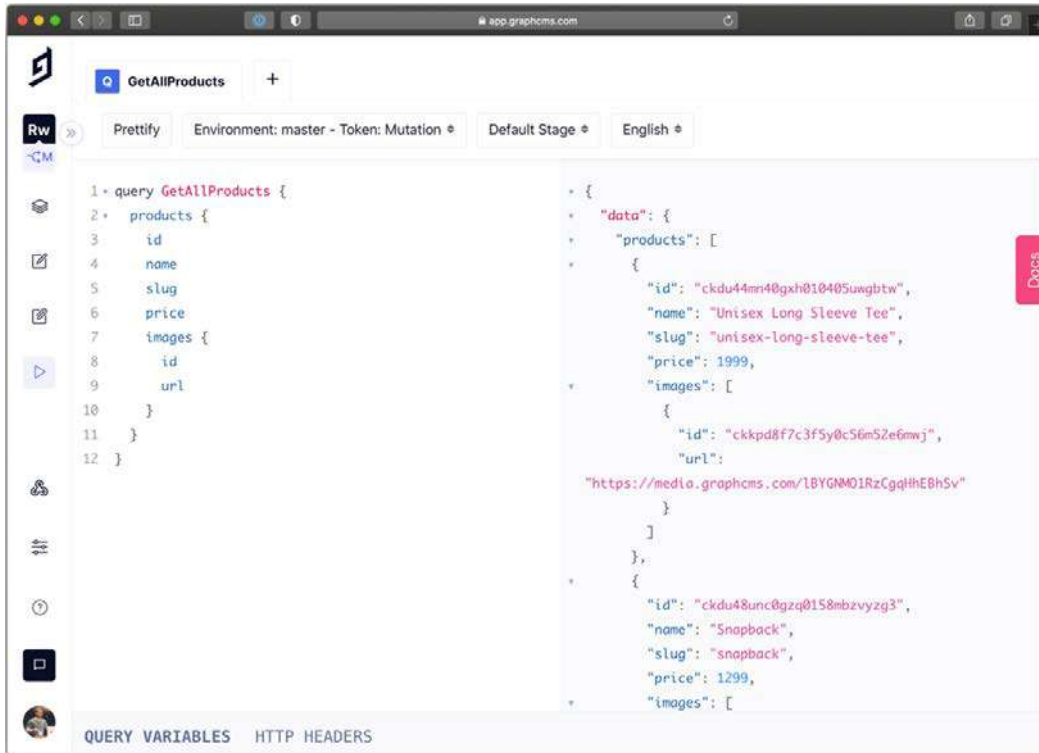 app.graphcms.com
Q GetAllProducts +
Rw
M
Prettify Environment: master - Token: Mutation Default Stage English
1 query GetAllProducts {
2 products {
3 id
4 name
5 slug
6 price
7 images {
8 id
9 url
10 }
11 }
12 }
{
"data": {
"products": [
{
"id": "ckdu44mn40gxh010405uwgbtw",
"name": "Unisex Long Sleeve Tee",
"slug": "unisex-long-sleeve-tee",
"price": 1999,
"images": [
{
"id": "ckkpd8f7c3f5y0c56m52e6mwj",
"url":
"https://media.graphcms.com/lBYGNMO1RzCgqHhEBhSv"
}
]
},
{
"id": "ckdu48unc0gzq0158mbzvyzg3",
"name": "Snapback",
"slug": "snapback",
"price": 1299,
"images": [
Docs
QUERY VARIABLES HTTP HEADERS